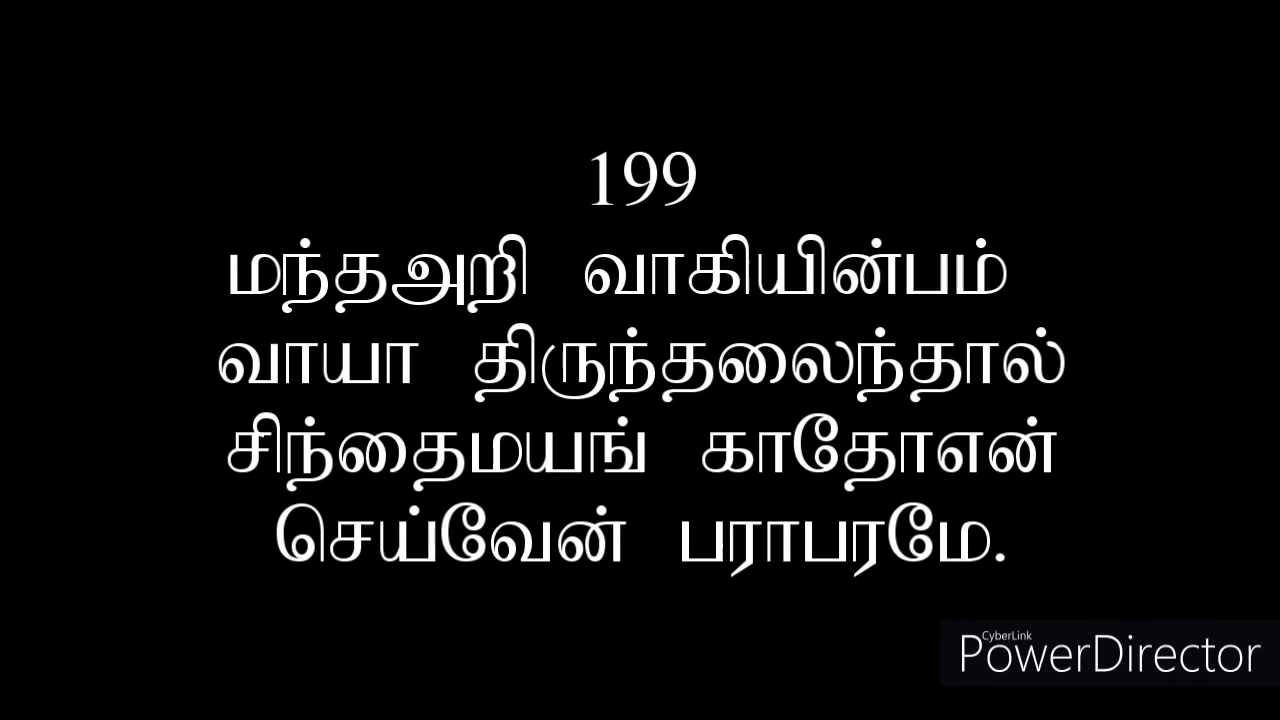 199
மந்தஅறி வாகியின்பம்
வாயா திருந்தலைந்தால்
சிந்தைமயங் காதோஎன்
செய்வேன் பராபரமே.
CyberLink
PowerDirector